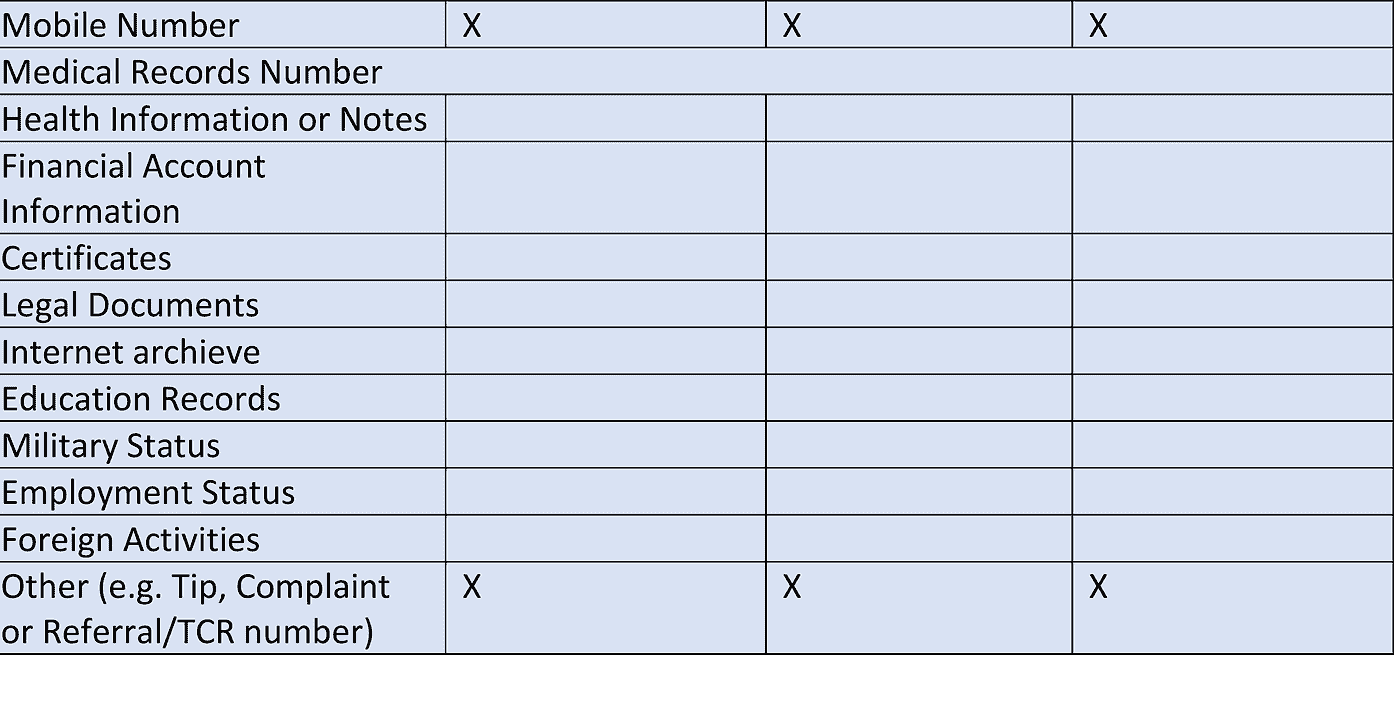 Mobile Number X X X
Medical Records Number
Health Information or Notes
Financial Account
Information
Certificates
Legal Documents
Internet archieve
Education Records
Military Status
Employment Status
Foreign Activities
Other (e.g. Tip, Complaint X X X
or Referral/TCR number)